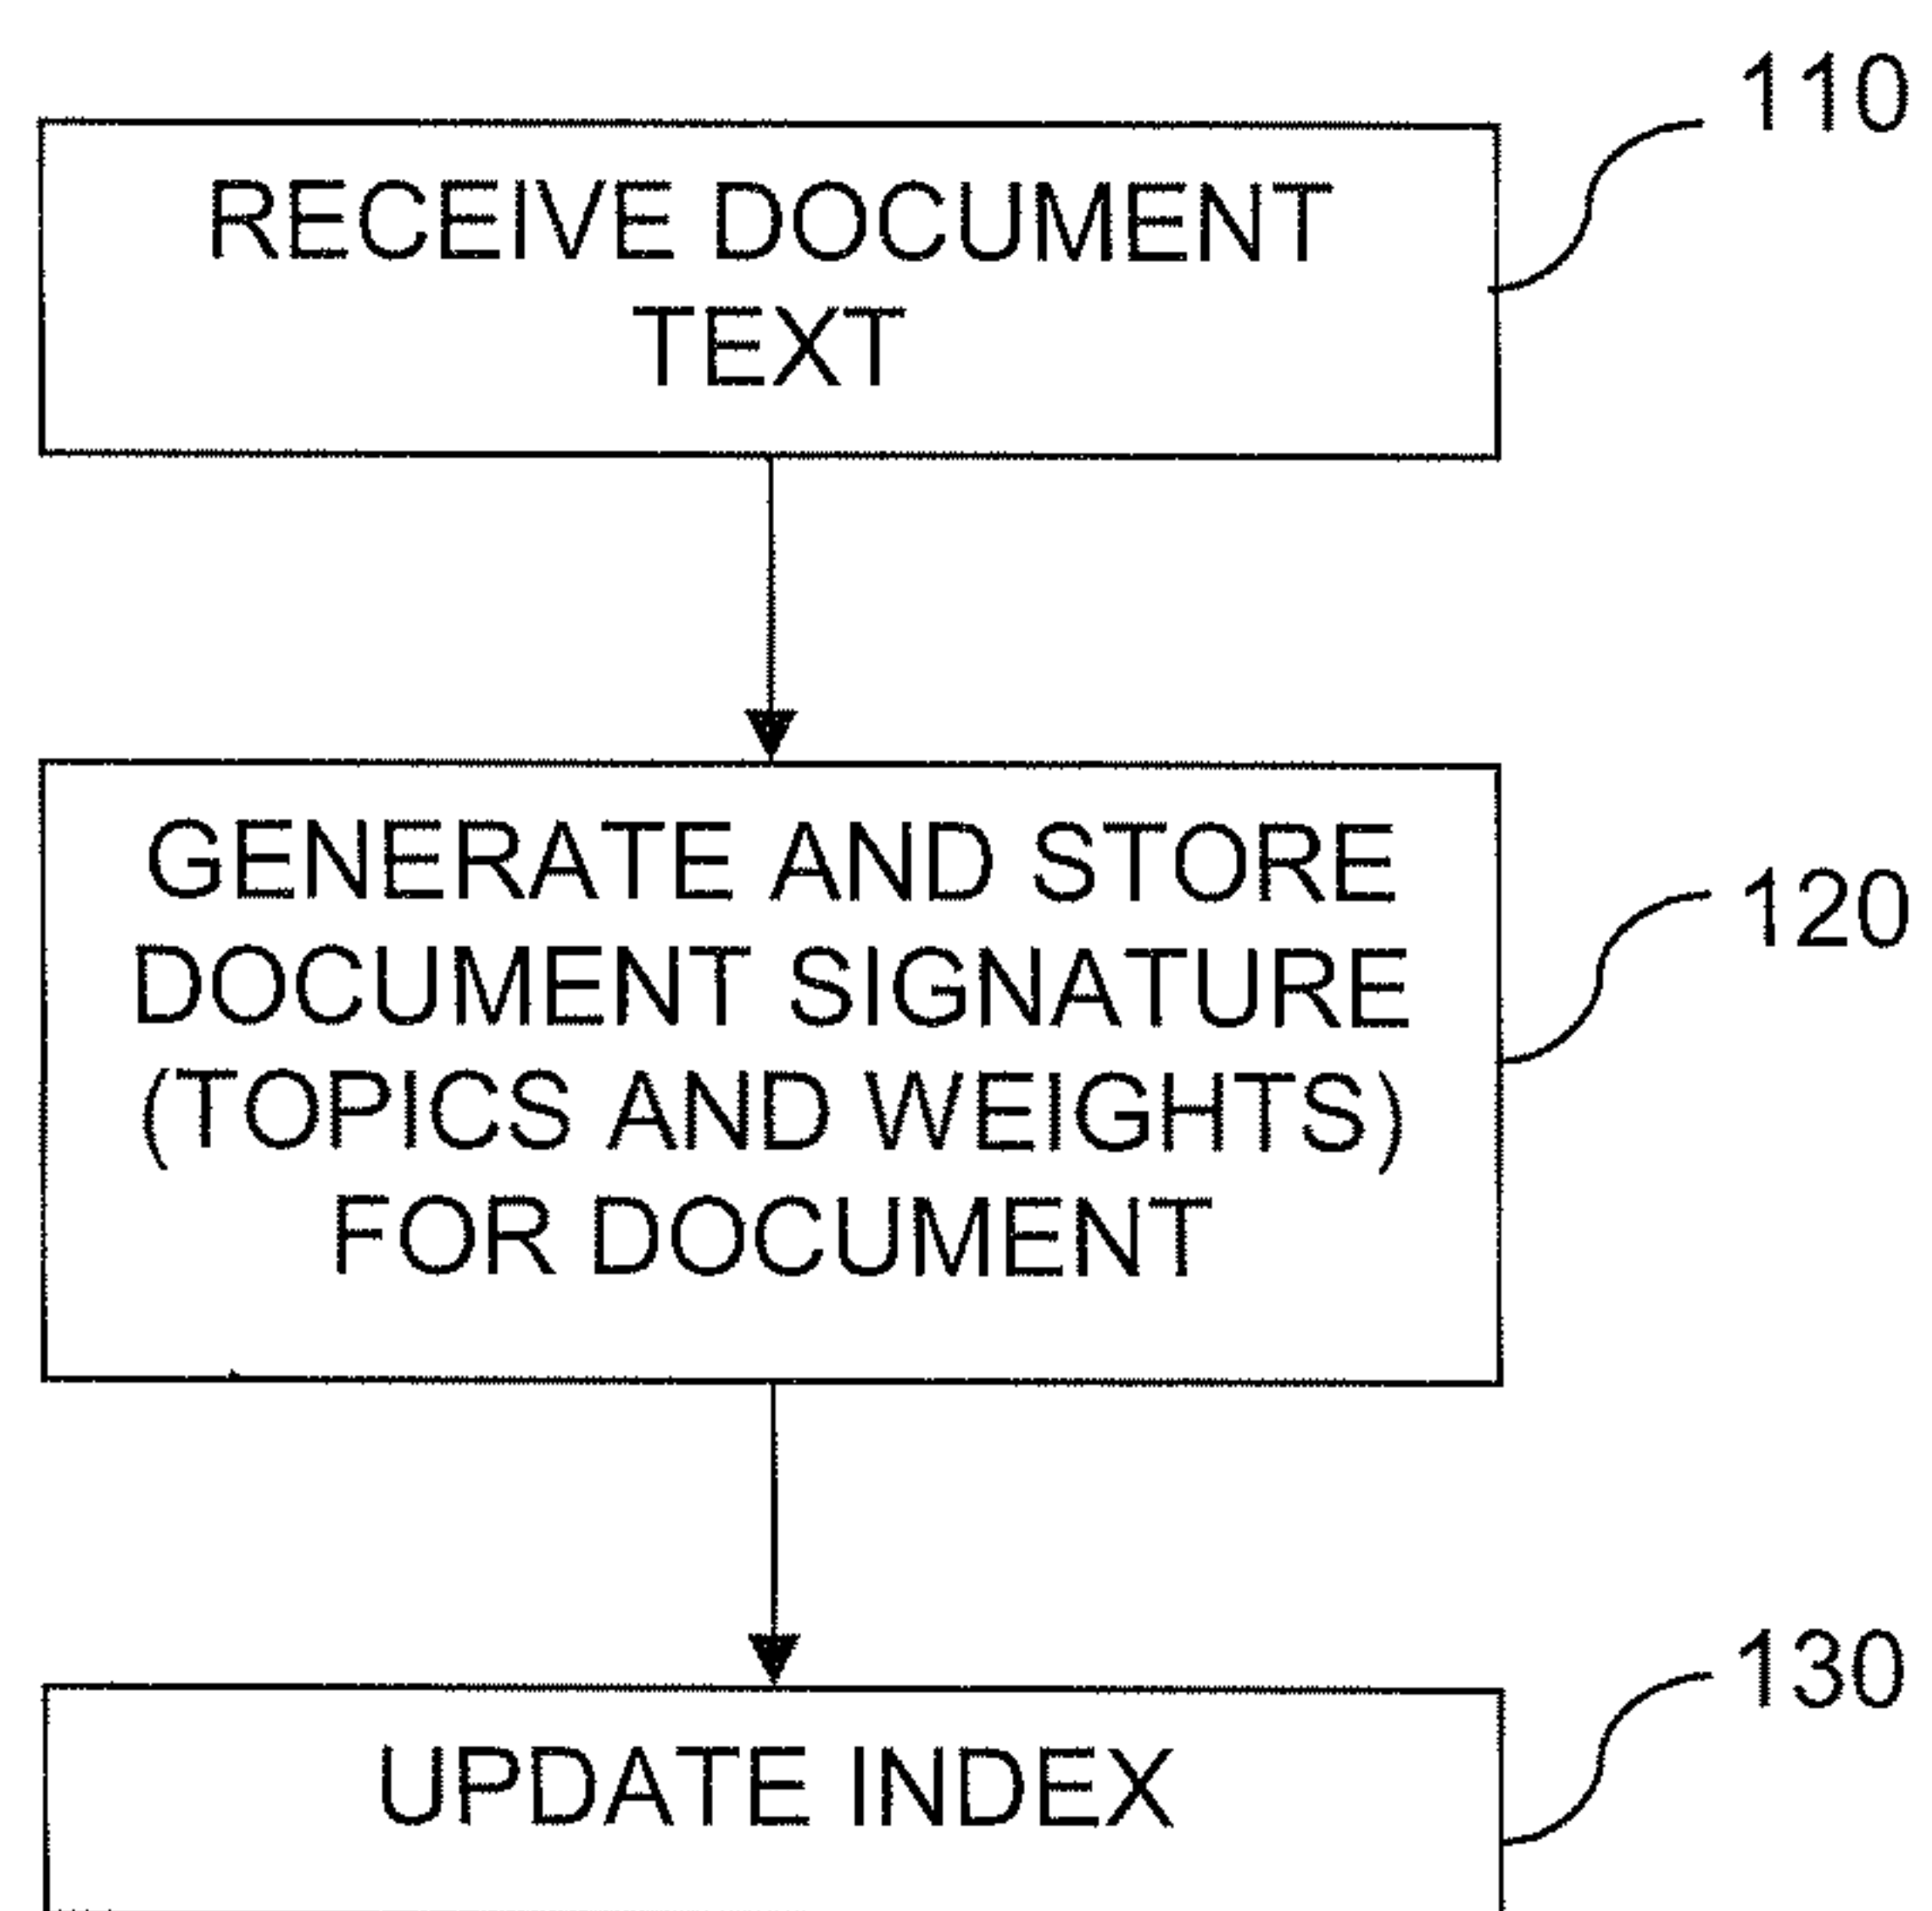 110
RECEIVE DOCUMENT
TEXT
GENERATE AND STORE
DOCUMENT SIGNATURE
(TOPICS AND WEIGHTS)
FOR DOCUMENT
120
130
UPDATE INDEX